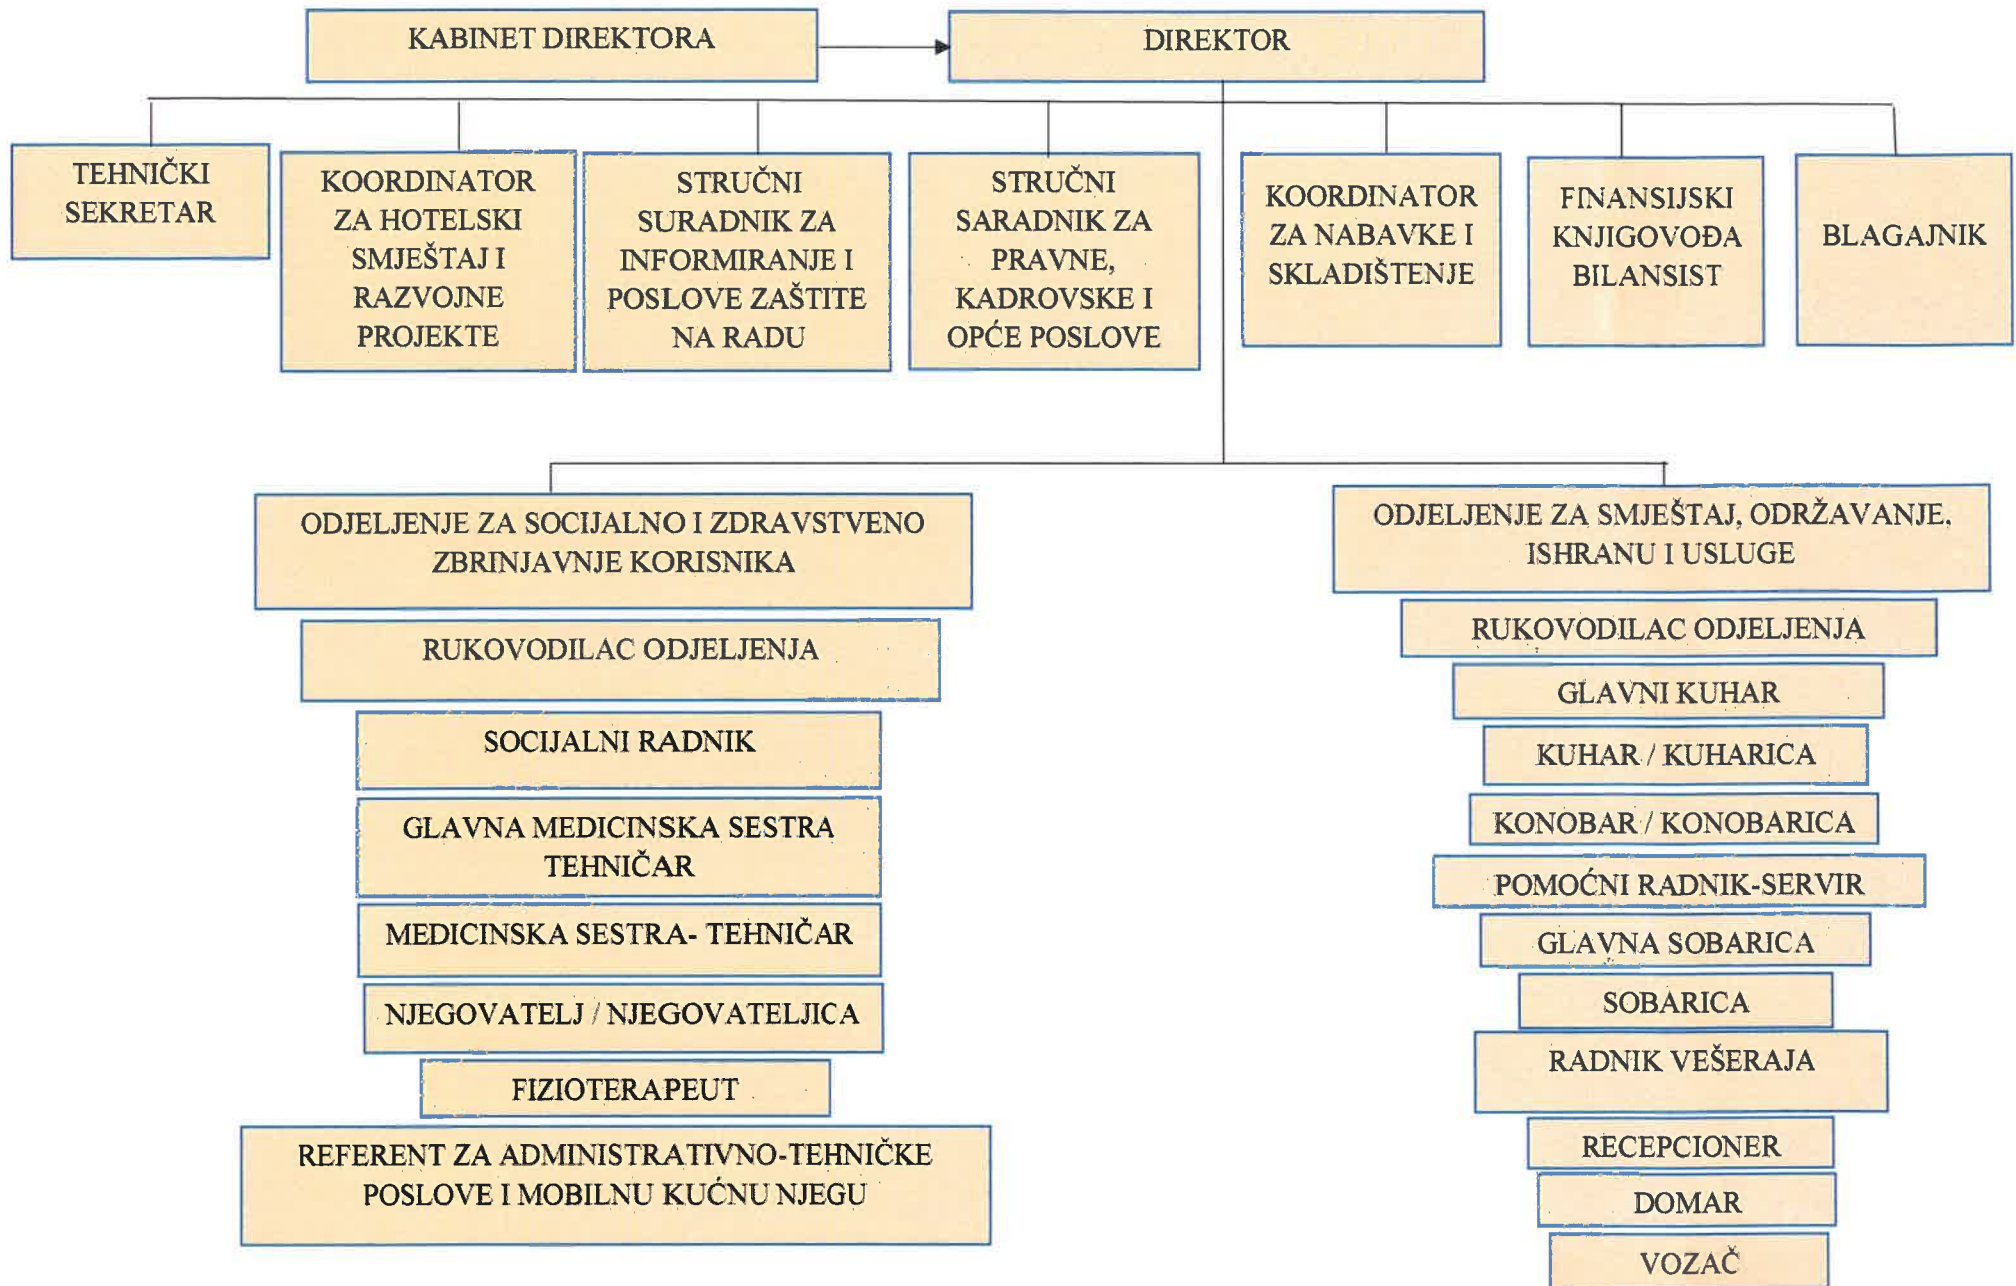 KABINET DIREKTORA
DIREKTOR
TEHNIČKI
SEKRETAR
KOORDINATOR
ZA HOTELSKI
SMJEŠTAJ I
RAZVOJNE
PROJEKTE
STRUČNI
SURADNIK ZA
INFORMIRANJE I
POSLOVE ZAŠTITE
NA RADU
STRUČNI
SARADNIK ZA
PRAVNE,
KADROVSKE I
OPĆE POSLOVE
KOORDINATOR
ZA NABAVKE I
SKLADIŠTENJE
FINANSIJSKI
KNJIGOVOĐA
BILANSIST
BLAGAJNIK
ODJELJENJE ZA SOCIJALNO I ZDRAVSTVENO
ZBRINJAVNJE KORISNIKA
RUKOVODILAC ODJELJENJA
SOCIJALNI RADNIK
GLAVNA MEDICINSKA SESTRA
TEHNIČAR
MEDICINSKA SESTRA- TEHNIČAR
NJEGOVATELJ / NJEGOVATELJICA
FIZIOTERAPEUT
REFERENT ZA ADMINISTRATIVNO-TEHNIČKE
POSLOVE I MOBILNU KUĆNU NJEGU
ODJELJENJE ZA SMJEŠTAJ, ODRŽAVANJE,
ISHRANU I USLUGE
RUKOVODILAC ODJELJENJA
GLAVNI KUHAR
KUHAR / KUHARICA
KONOBAR / KONOBARICA
POMOĆNI RADNIK-SERVIR
GLAVNA SOBARICA
SOBARICA
RADNIK VEŠERAJA
RECEPCIONER
DOMAR
VOZAČ